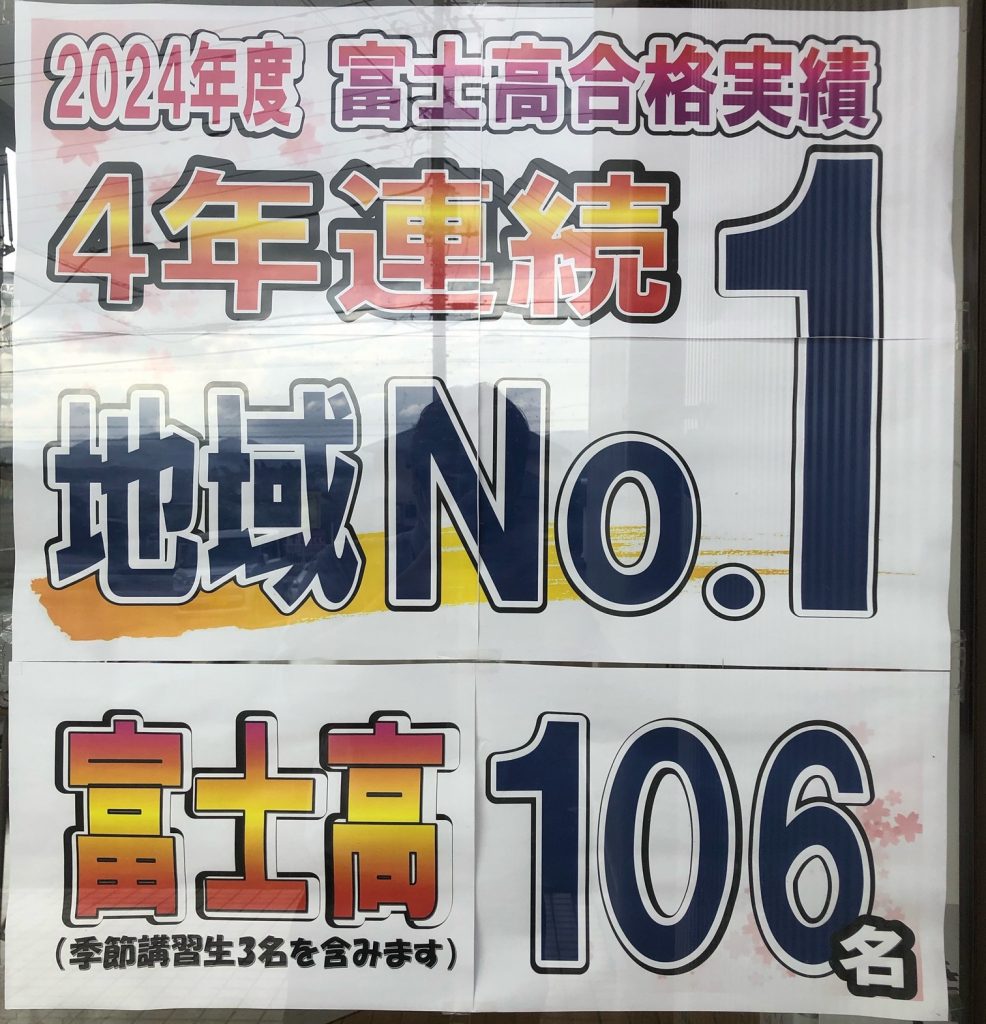 2024年度 富士高合格実績
4年連続
地域No.1
富士高 106名
(季節講習生3名を含みます)